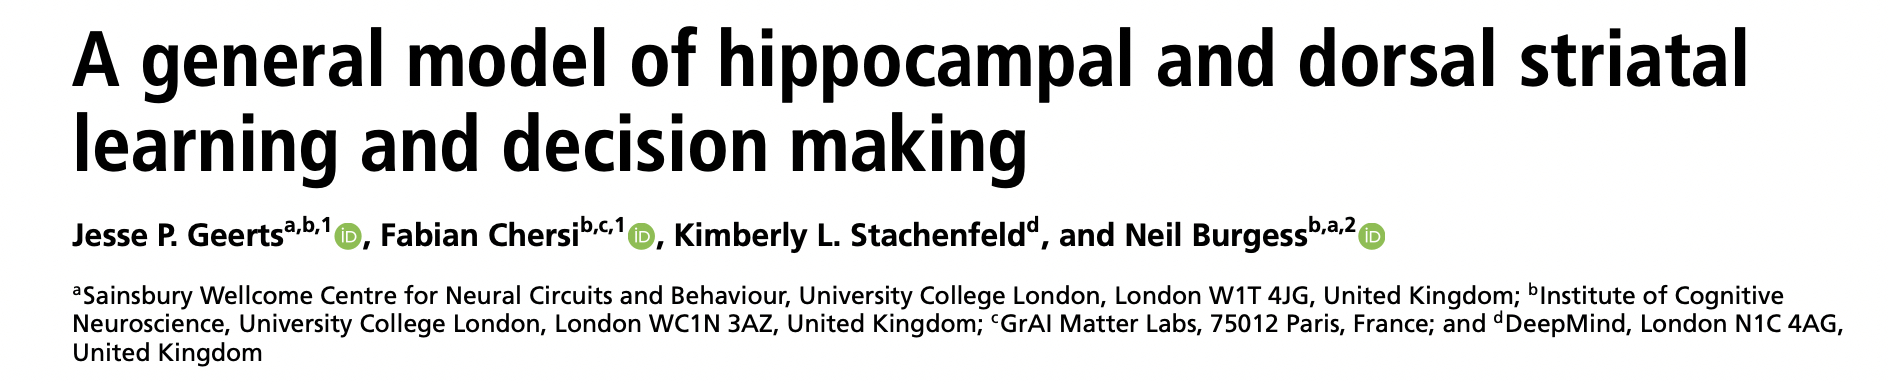 A general model of hippocampal and dorsal striatal
learning and decision making
Jesse P. Geertsa,b,1 iD, Fabian Chersib,c,1 iD, Kimberly L. Stachenfeldd, and Neil Burgessb,a,2 iD
aSainsbury Wellcome Centre for Neural Circuits and Behaviour, University College London, London W1T 4JG, United Kingdom; bInstitute of Cognitive
Neuroscience, University College London, London WC1N 3AZ, United Kingdom; cGrAI Matter Labs, 75012 Paris, France; and dDeepMind, London N1C 4AG,
United Kingdom